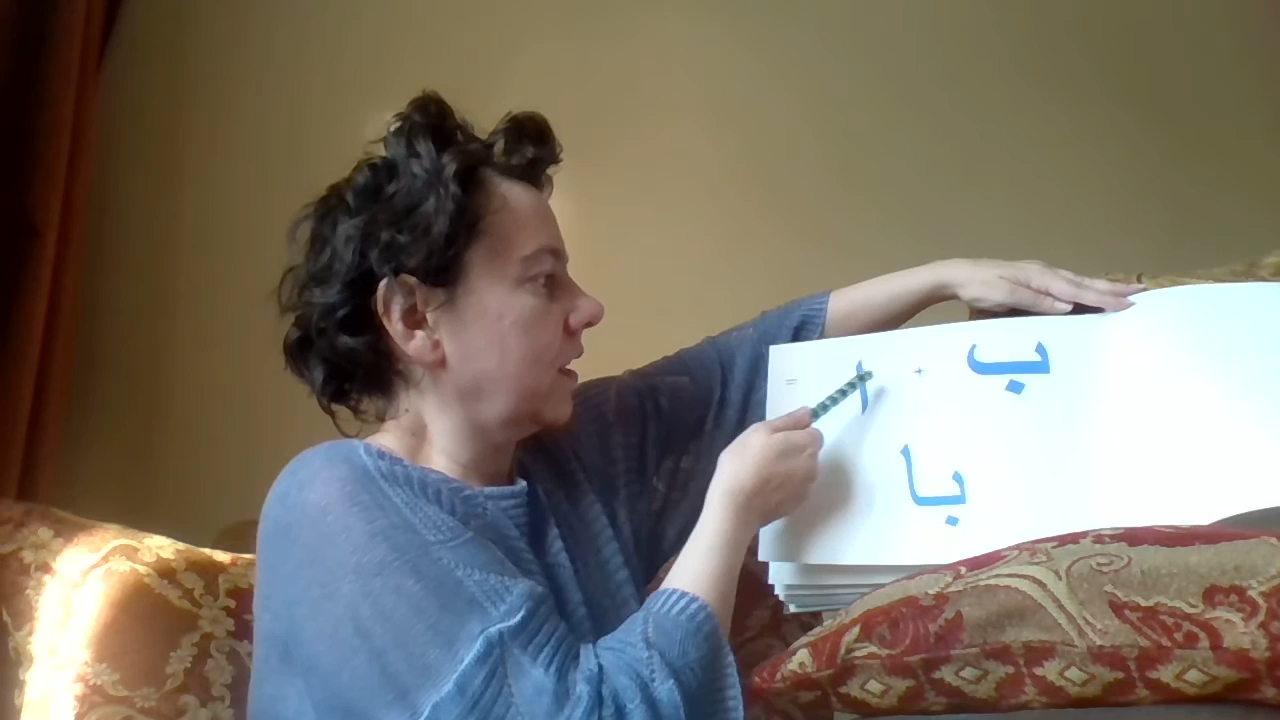 ب + ا =
با